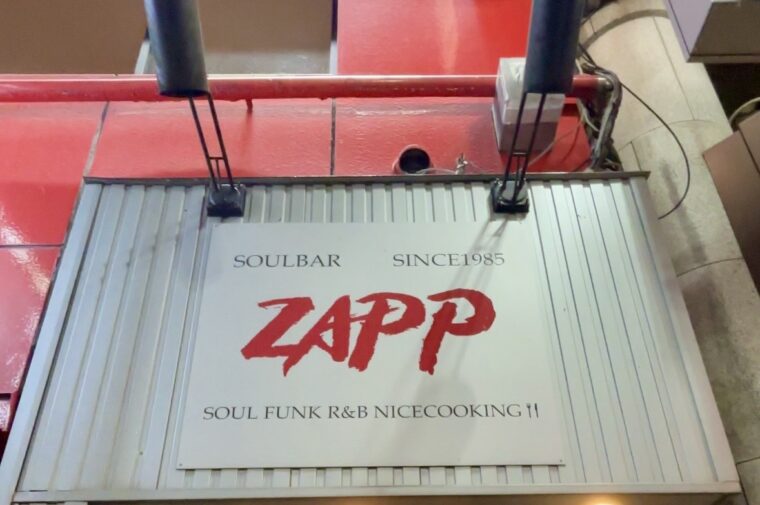 SOULBAR SINCE1985
ZAPP
SOUL FUNK R&B NICECOOKING